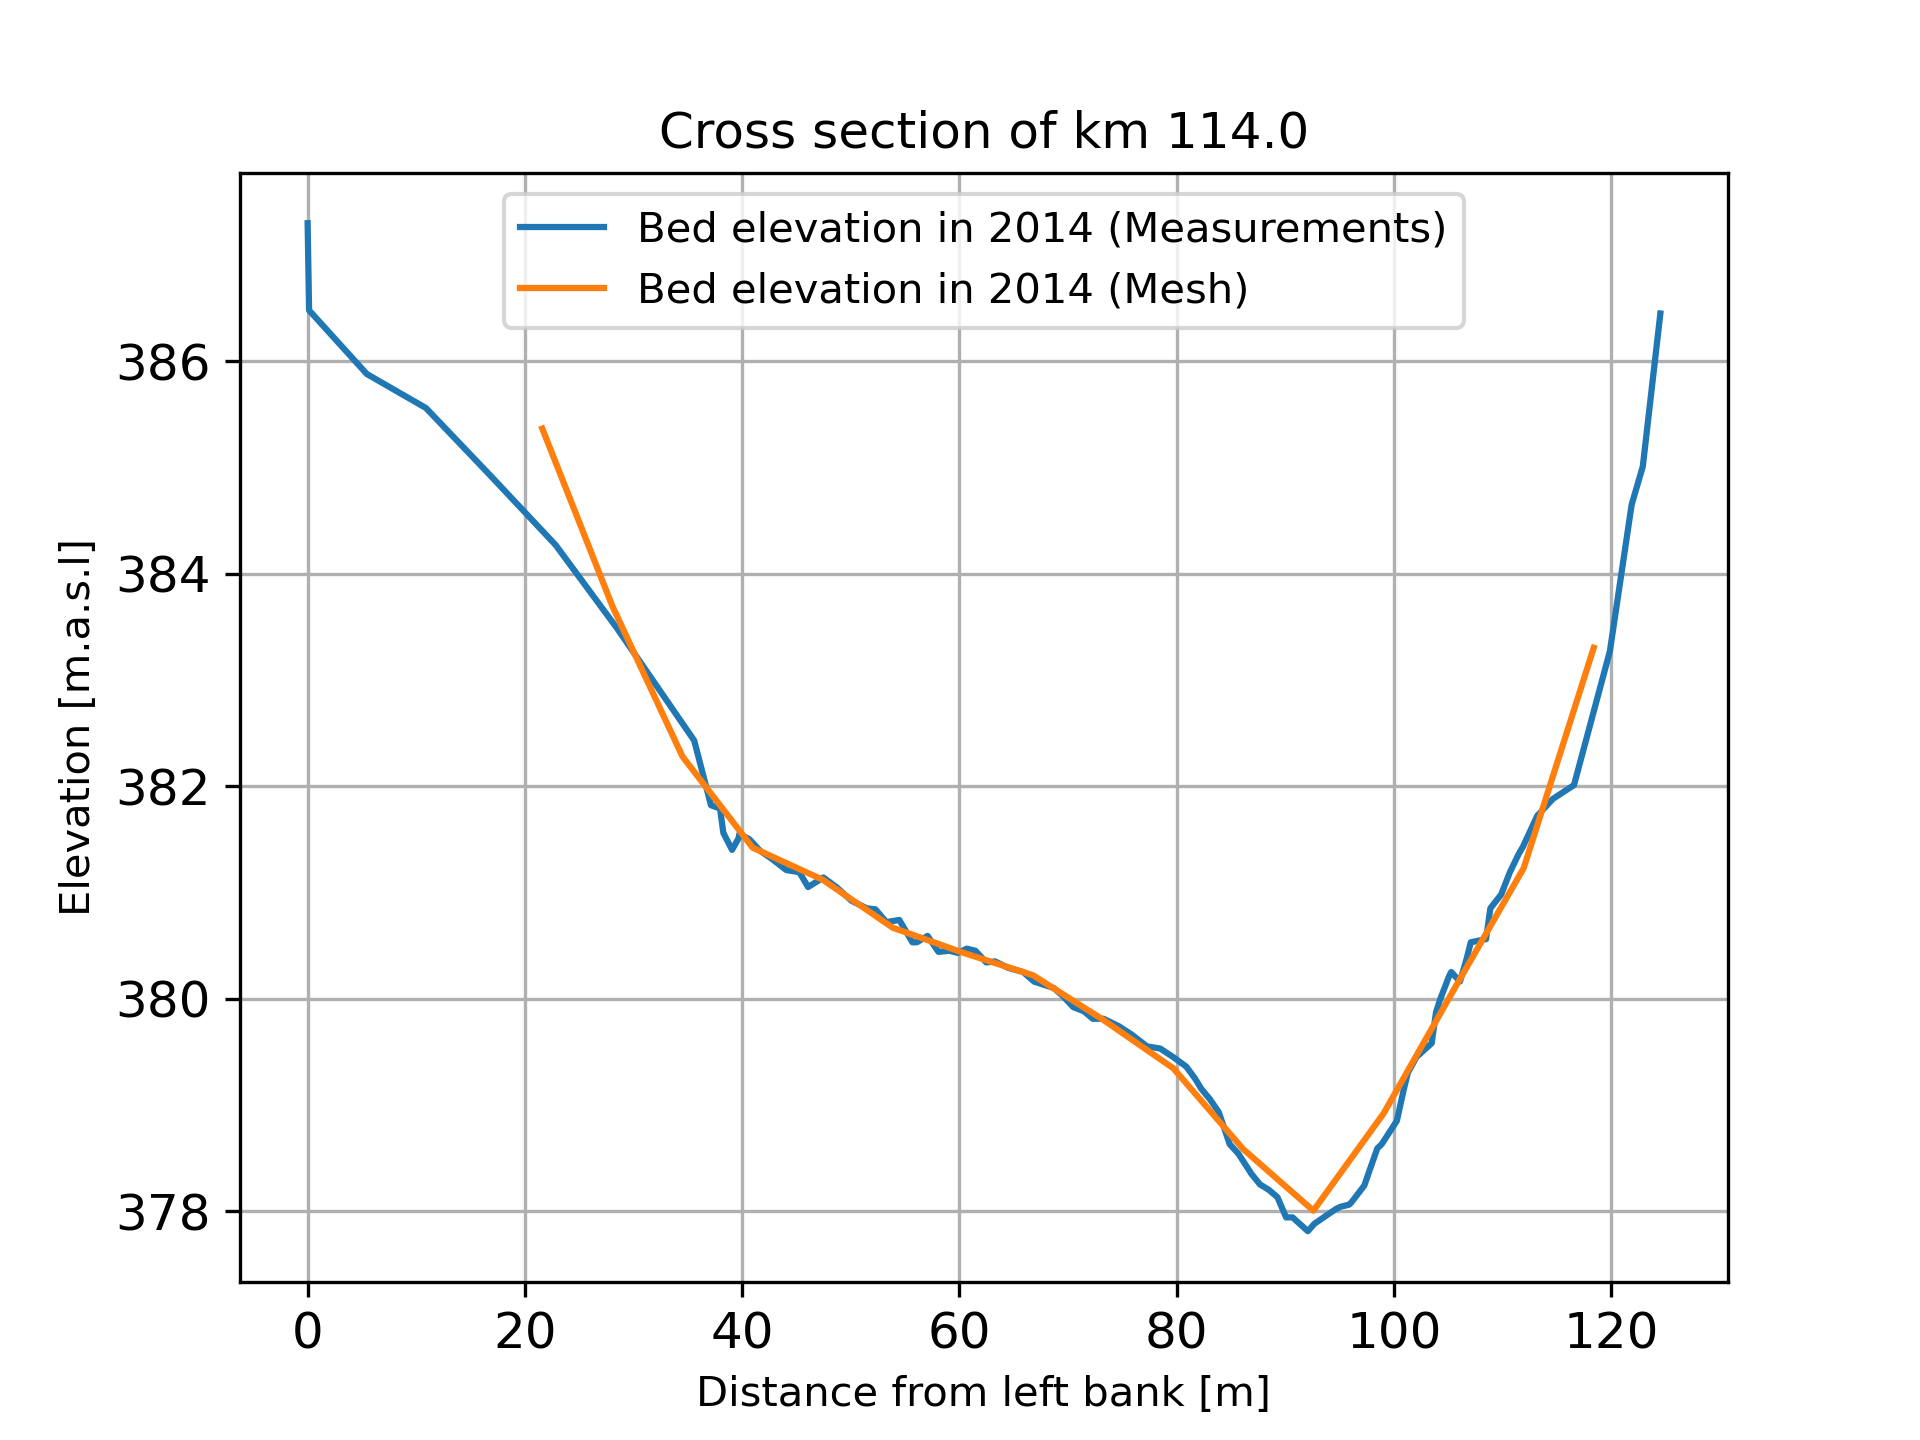 Cross section of km 114.0
Bed elevation in 2014 (Measurements)
Bed elevation in 2014 (Mesh)
Elevation [m.a.s.l]
386
384
382
380
378
0 20 40 60 80 100 120
Distance from left bank [m]